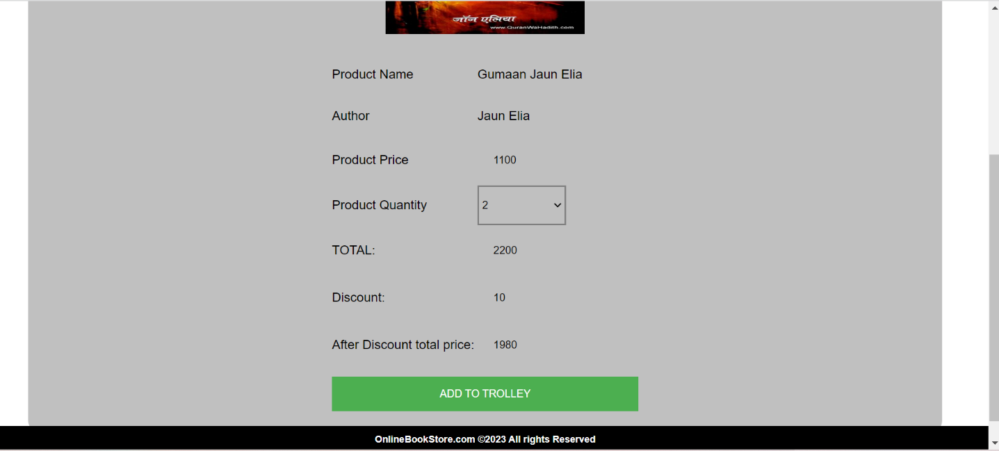 जॉन एलिया
www.QuranWaHadith.com
Product Name Gumaan Jaun Elia
Author Jaun Elia
Product Price 1100
Product Quantity 2
TOTAL: 2200
Discount: 10
After Discount total price: 1980
ADD TO TROLLEY
OnlineBookStore.com ©2023 All rights Reserved